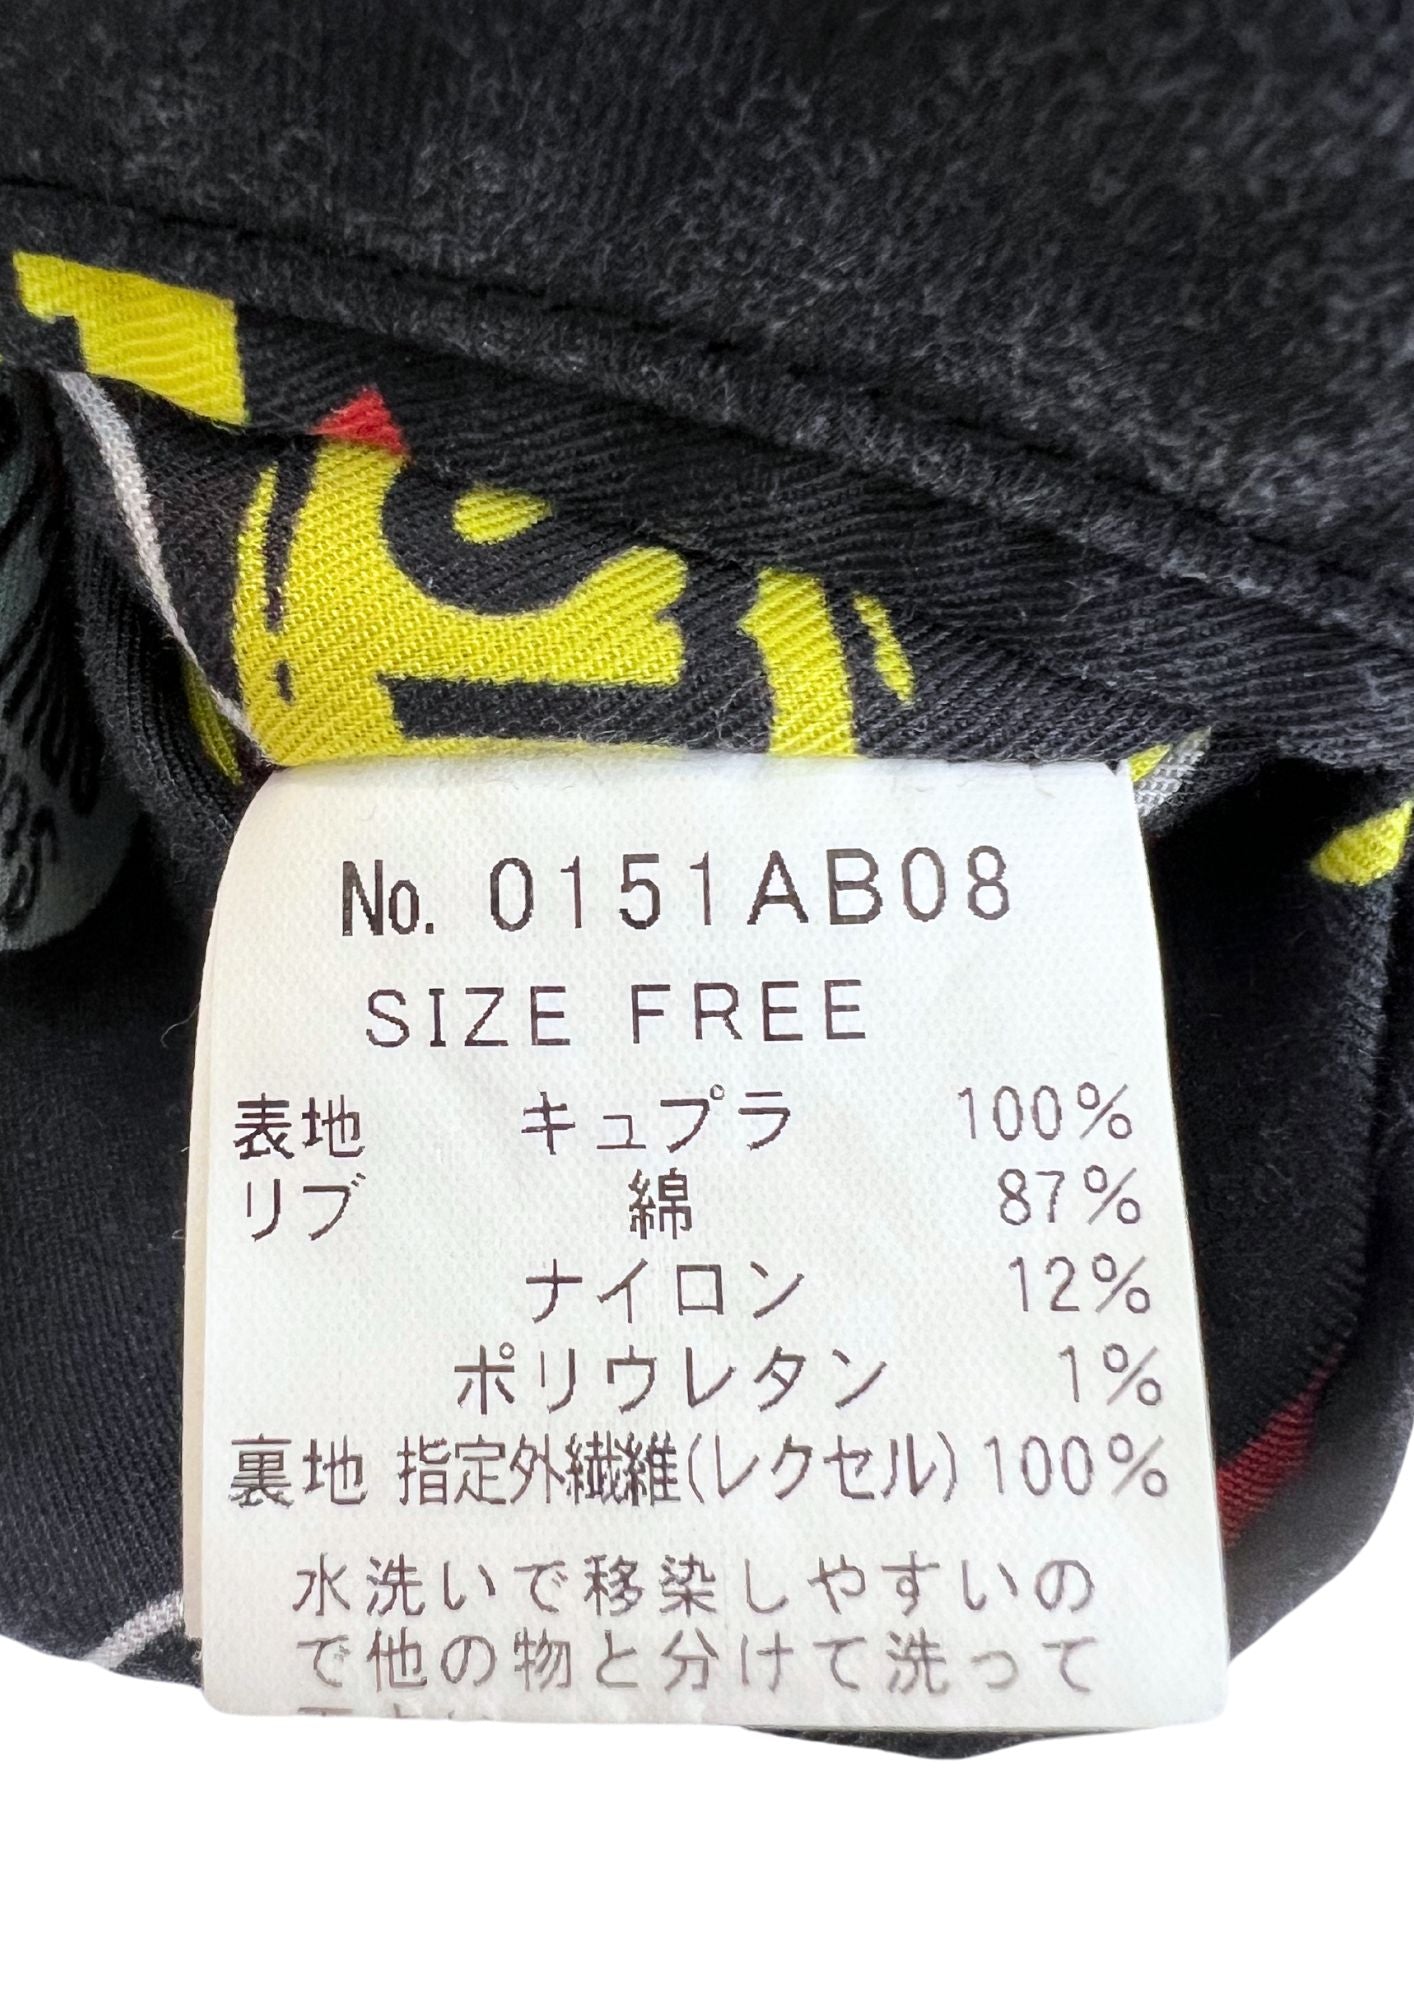 No. 0151AB08
SIZE FREE
表地 キュプラ 100%
リブ 綿 87%
ナイロン 12%
ポリウレタン 1%
裏地 指定外繊維(レクセル)100%
水洗いで移染しやすいの
で他の物と分けて洗って